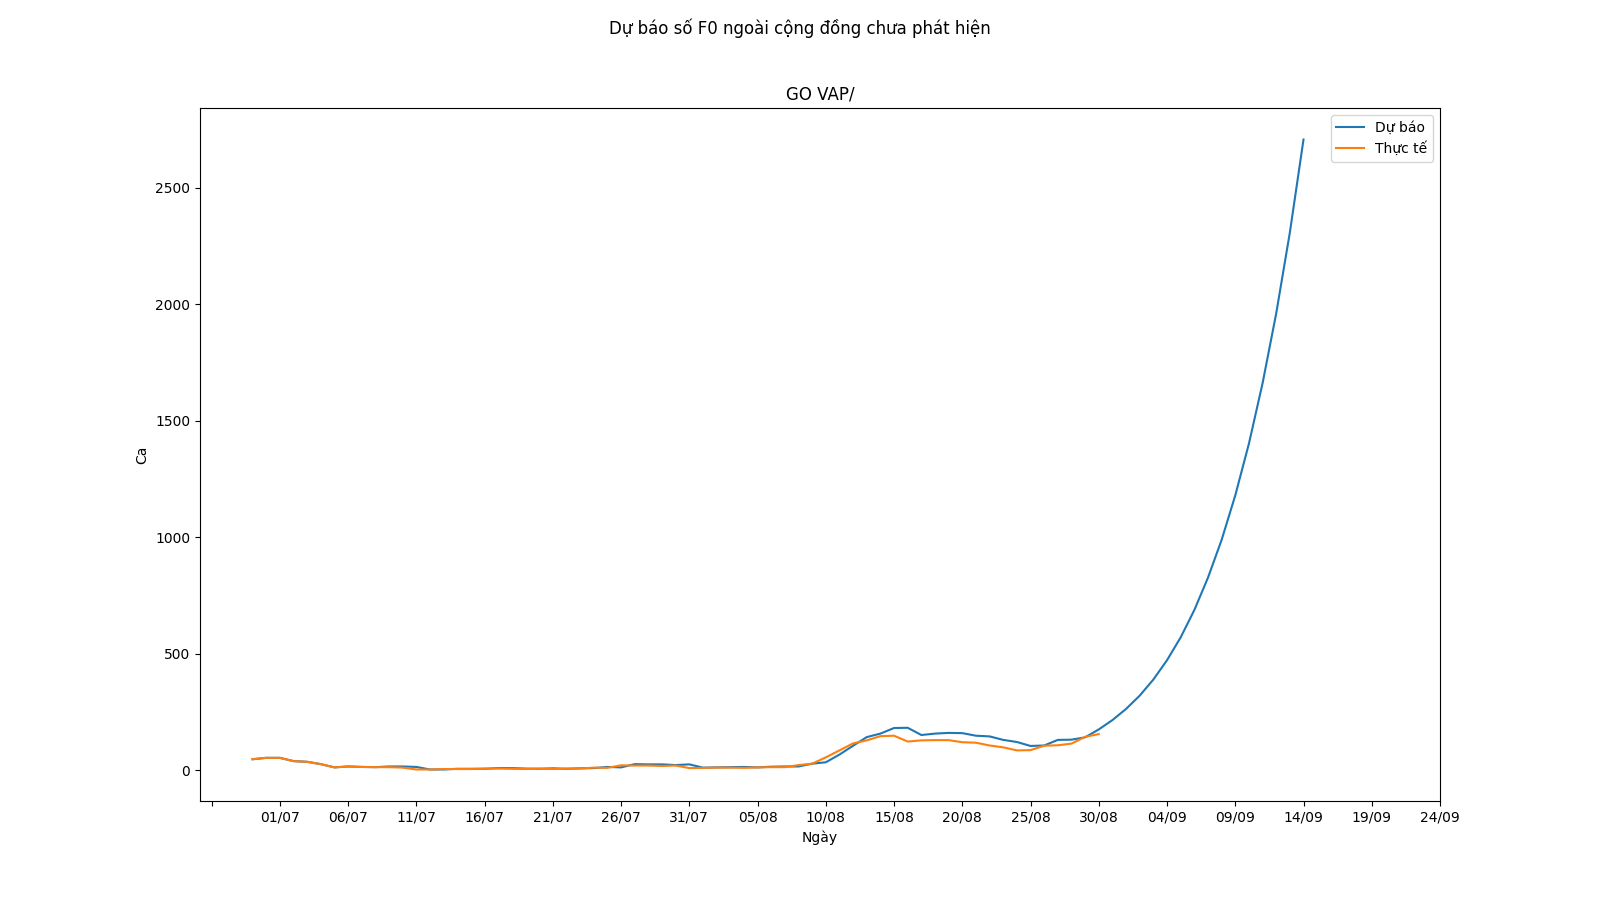 Dự báo số F0 ngoài cộng đồng chưa phát hiện
GO VAP/
Dự báo
Thực tế
2500
2000
1500
1000
500
0
Ca
01/07 06/07 11/07 16/07 21/07 26/07 31/07 05/08 10/08 15/08 20/08 25/08 30/08 04/09 09/09 14/09 19/09 24/09
Ngày